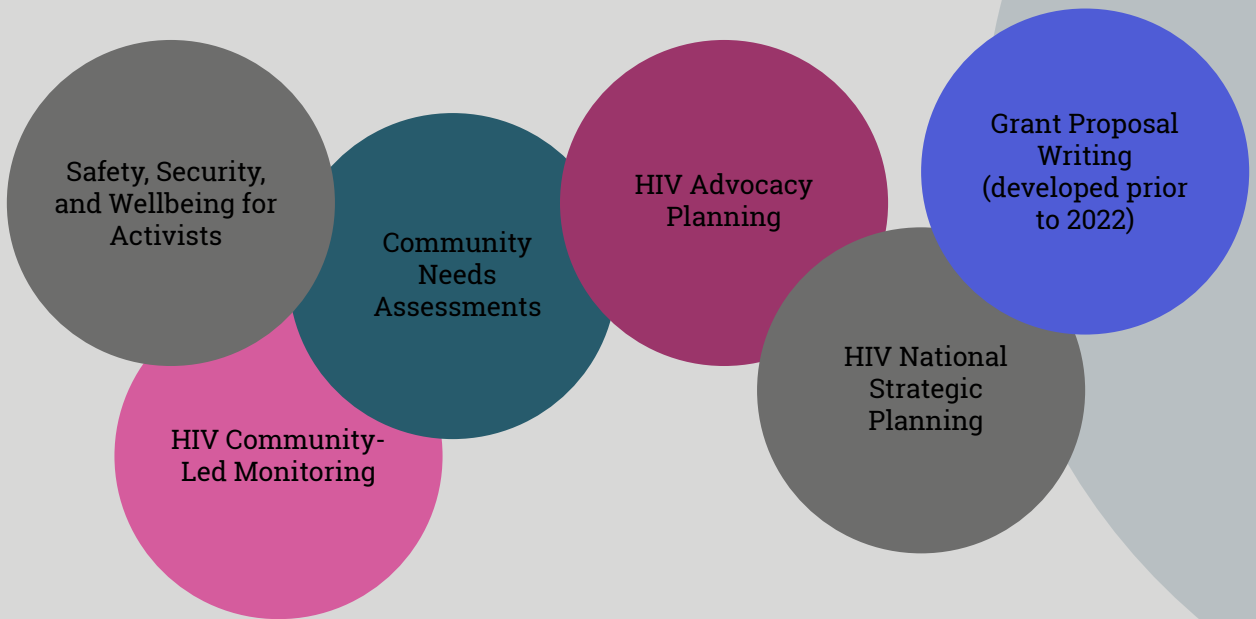 Safety, Security,
and Wellbeing for
Activists
HIV Community-
Led Monitoring
Community
Needs
Assessments
HIV Advocacy
Planning
HIV National
Strategic
Planning
Grant Proposal
Writing
(developed prior
to 2022)